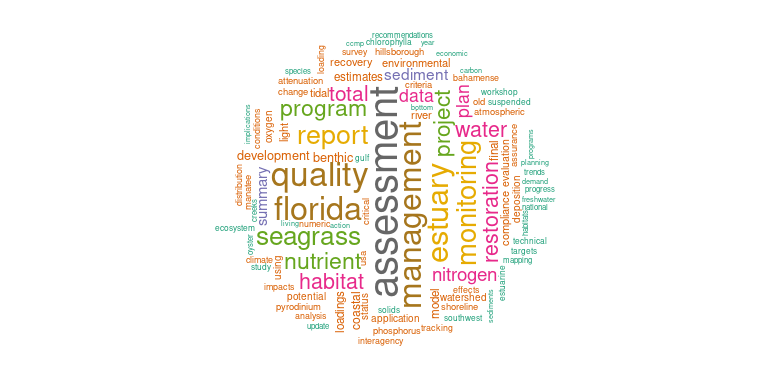 recommendations
ccmp chlorophylla year
survey hillsborough economic
loading recovery environmental
species estimates sediment carbon
attenuation criteria bahamense
change tidal total data plan workshop
bottom old suspended
program river project atmospheric
implications conditions oxygen light report water assurance programs
development benthic gulf final evaluation planning
distribution manatee summary quality assessment management estuary monitoring restoration compliance deposition trends
demand
progress
creeks florida critical freshwater
national
living numeric action habitats
ecosystem seagrass technical
oyster climate nutrient usa targets
study using mapping
impacts habitat nitrogen estuarine
potential loadings coastal status model effects
watershed sediments
pyrodinium solids shoreline
analysis application southwest
update phosphorus tracking
interagency